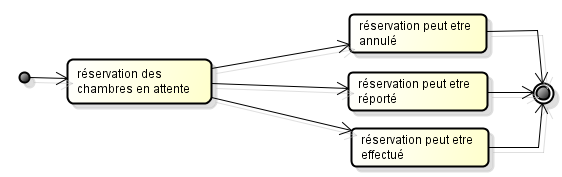 réservation des
chambres en attente
réservation peut etre
annulé
réservation peut etre
réporté
réservation peut etre
effectué